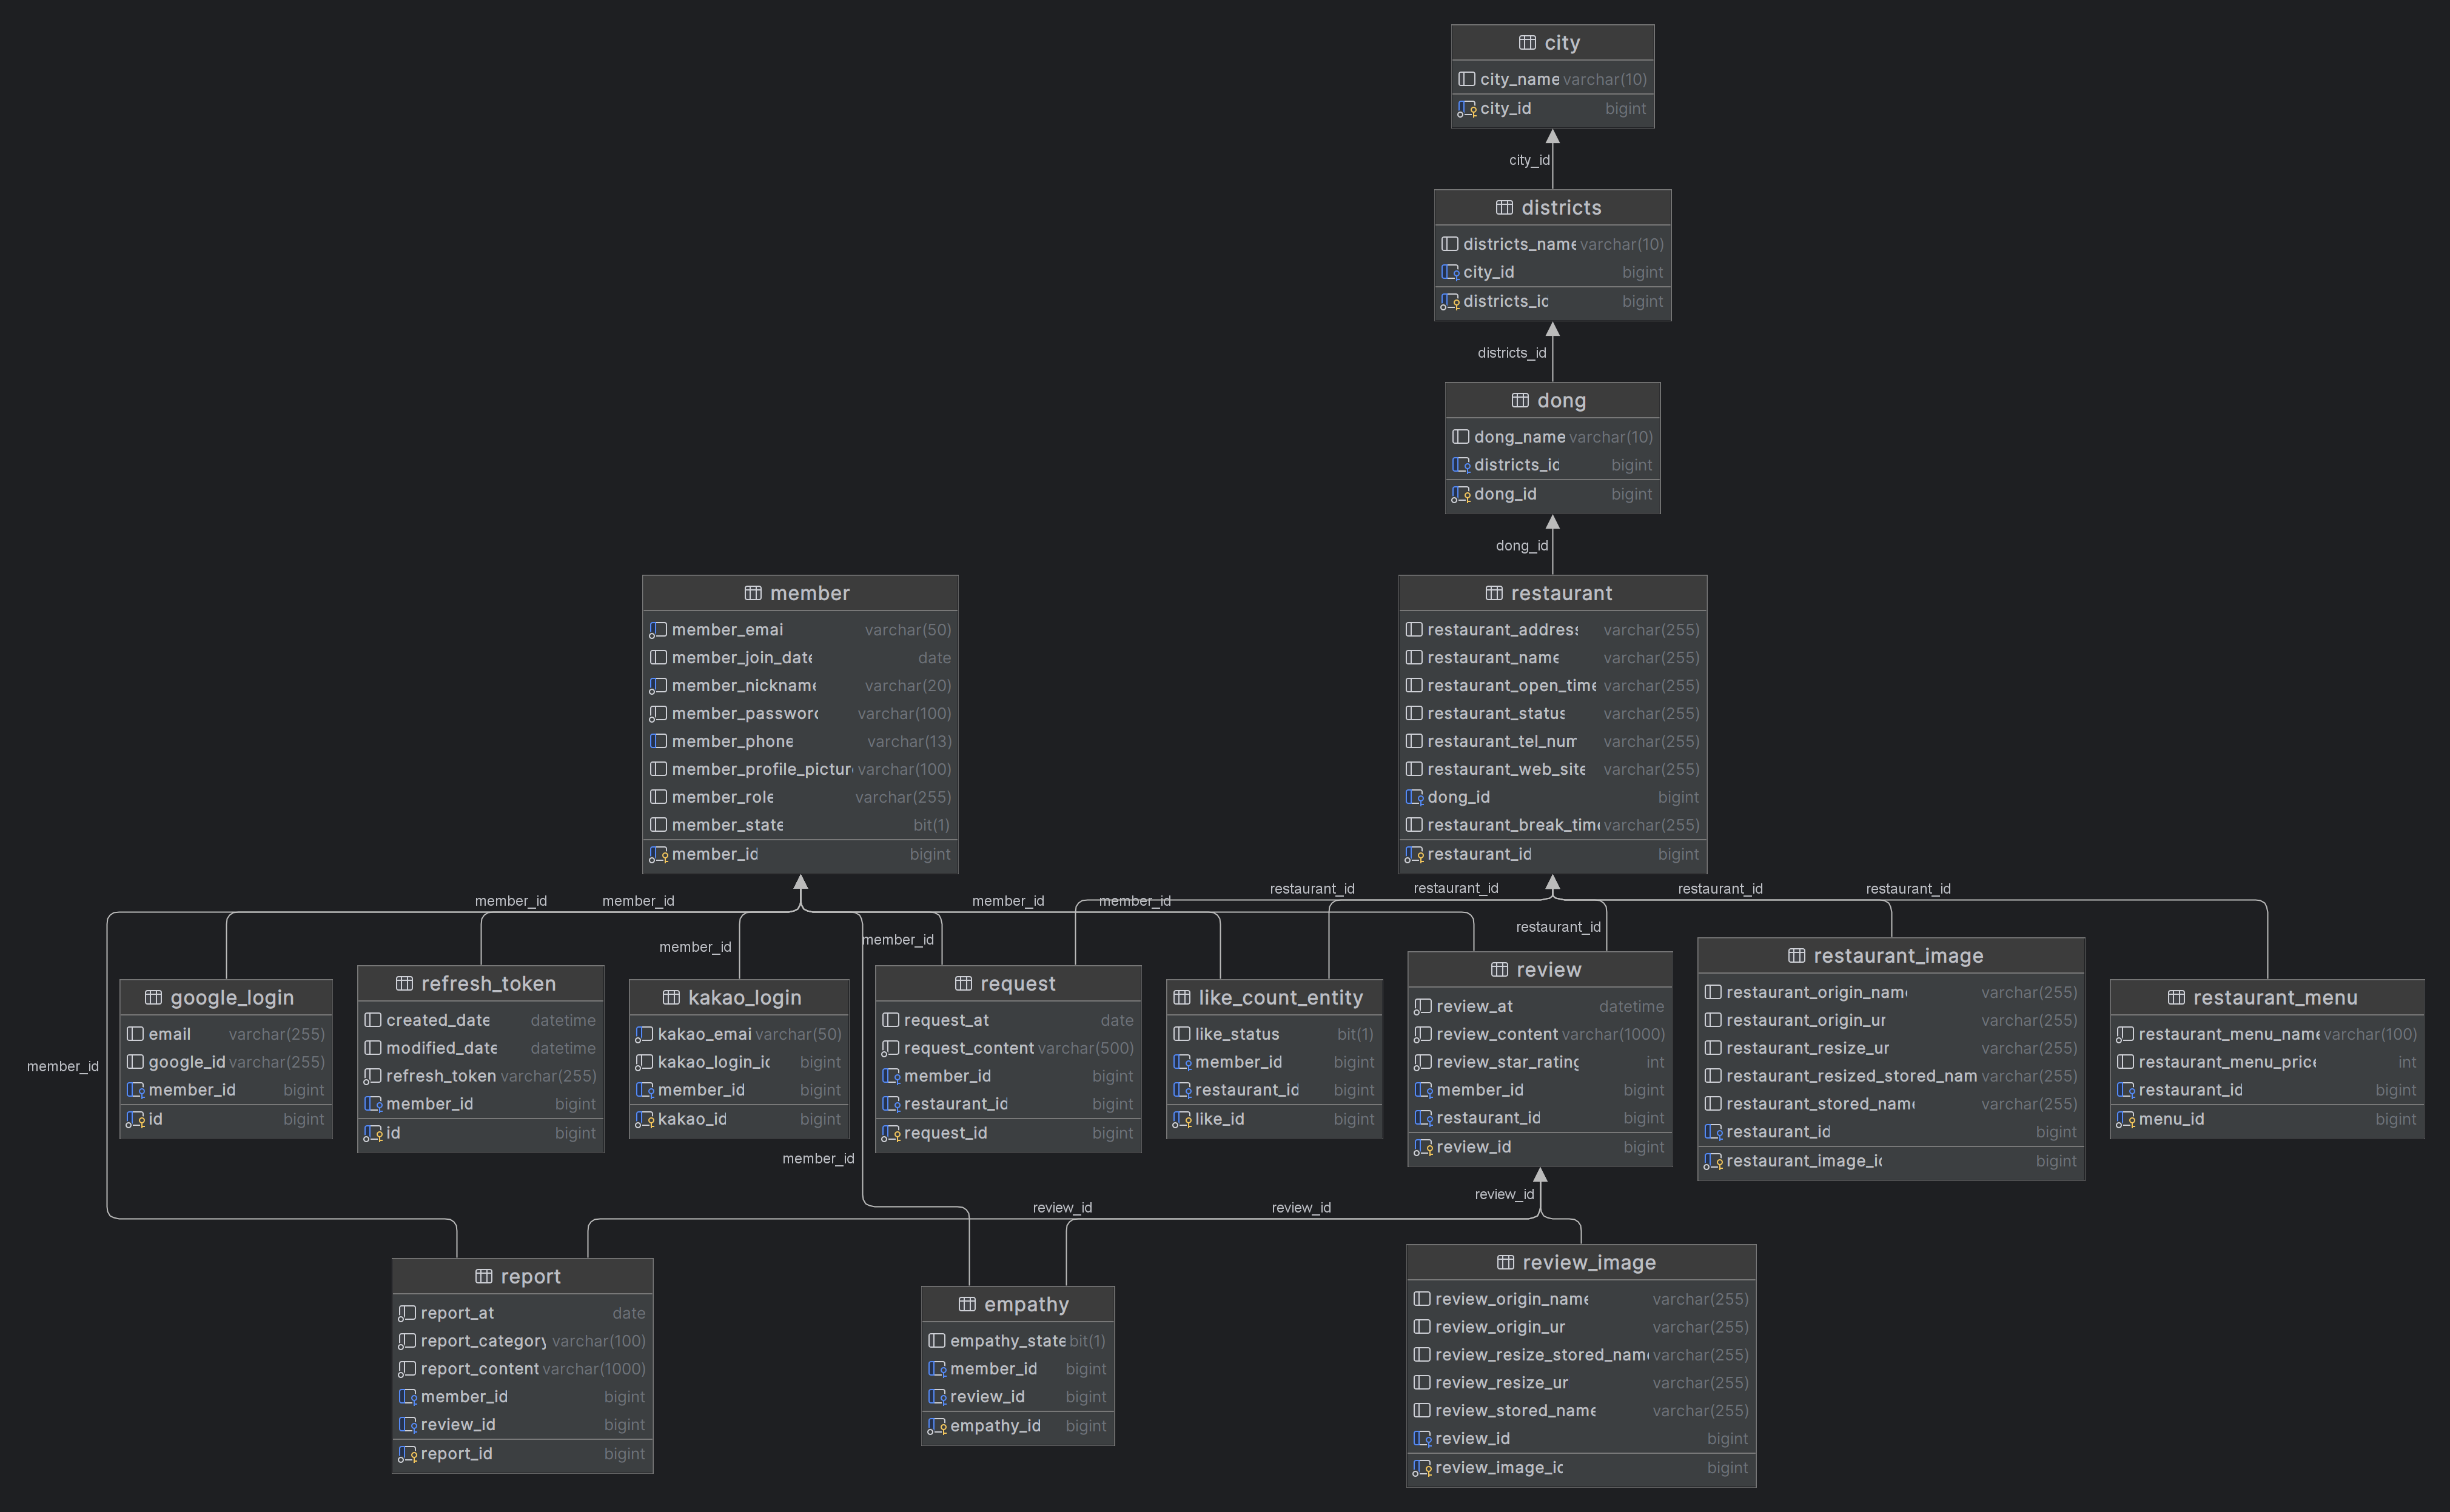 city
city_name varchar(10)
city_id bigint
city_id
districts
districts_name varchar(10)
city_id bigint
districts_ic bigint
districts_id
dong
dong_name varchar(10)
districts_ic bigint
dong_id bigint
dong_id
member
member_emai varchar(50)
member_join_date date
member_nickname varchar(20)
member_password varchar(100)
member_phone varchar(13)
member_profile_pictur varchar(100)
member_role varchar(255)
member_state bit(1)
member_id bigint
restaurant
restaurant_address varchar(255)
restaurant_name varchar(255)
restaurant_open_time varchar(255)
restaurant_status varchar(255)
restaurant_tel_num varchar(255)
restaurant_web_site varchar(255)
dong_id bigint
restaurant_break_time varchar(255)
restaurant_id bigint
member_id member_id member_id member_id restaurant_id restaurant_id restaurant_id restaurant_id
member_id member_id restaurant_id
google_login
email varchar(255)
google_id varchar(255)
member_id bigint
id bigint
refresh_token
created_date datetime
modified_date datetime
refresh_token varchar(255)
member_id bigint
id bigint
kakao_login
kakao_emai varchar(50)
kakao_login_ic bigint
member_id bigint
kakao_id bigint
request
request_at date
request_content varchar(500)
member_id bigint
restaurant_id bigint
request_id bigint
like_count_entity
like_status bit(1)
member_id bigint
restaurant_id bigint
like_id bigint
review
review_at datetime
review_content varchar(1000)
review_star_rating int
member_id bigint
restaurant_id bigint
review_id bigint
restaurant_image
restaurant_origin_name varchar(255)
restaurant_origin_ur varchar(255)
restaurant_resize_ur varchar(255)
restaurant_resized_stored_nam varchar(255)
restaurant_stored_name varchar(255)
restaurant_id bigint
restaurant_image_ic bigint
restaurant_menu
restaurant_menu_name varchar(100)
restaurant_menu_price int
restaurant_id bigint
menu_id bigint
member_id
member_id
review_id review_id review_id
report
report_at date
report_category varchar(100)
report_content varchar(1000)
member_id bigint
review_id bigint
report_id bigint
empathy
empathy_state bit(1)
member_id bigint
review_id bigint
empathy_id bigint
review_image
review_origin_name varchar(255)
review_origin_ur varchar(255)
review_resize_stored_name varchar(255)
review_resize_ur varchar(255)
review_stored_name varchar(255)
review_id bigint
review_image_ic bigint